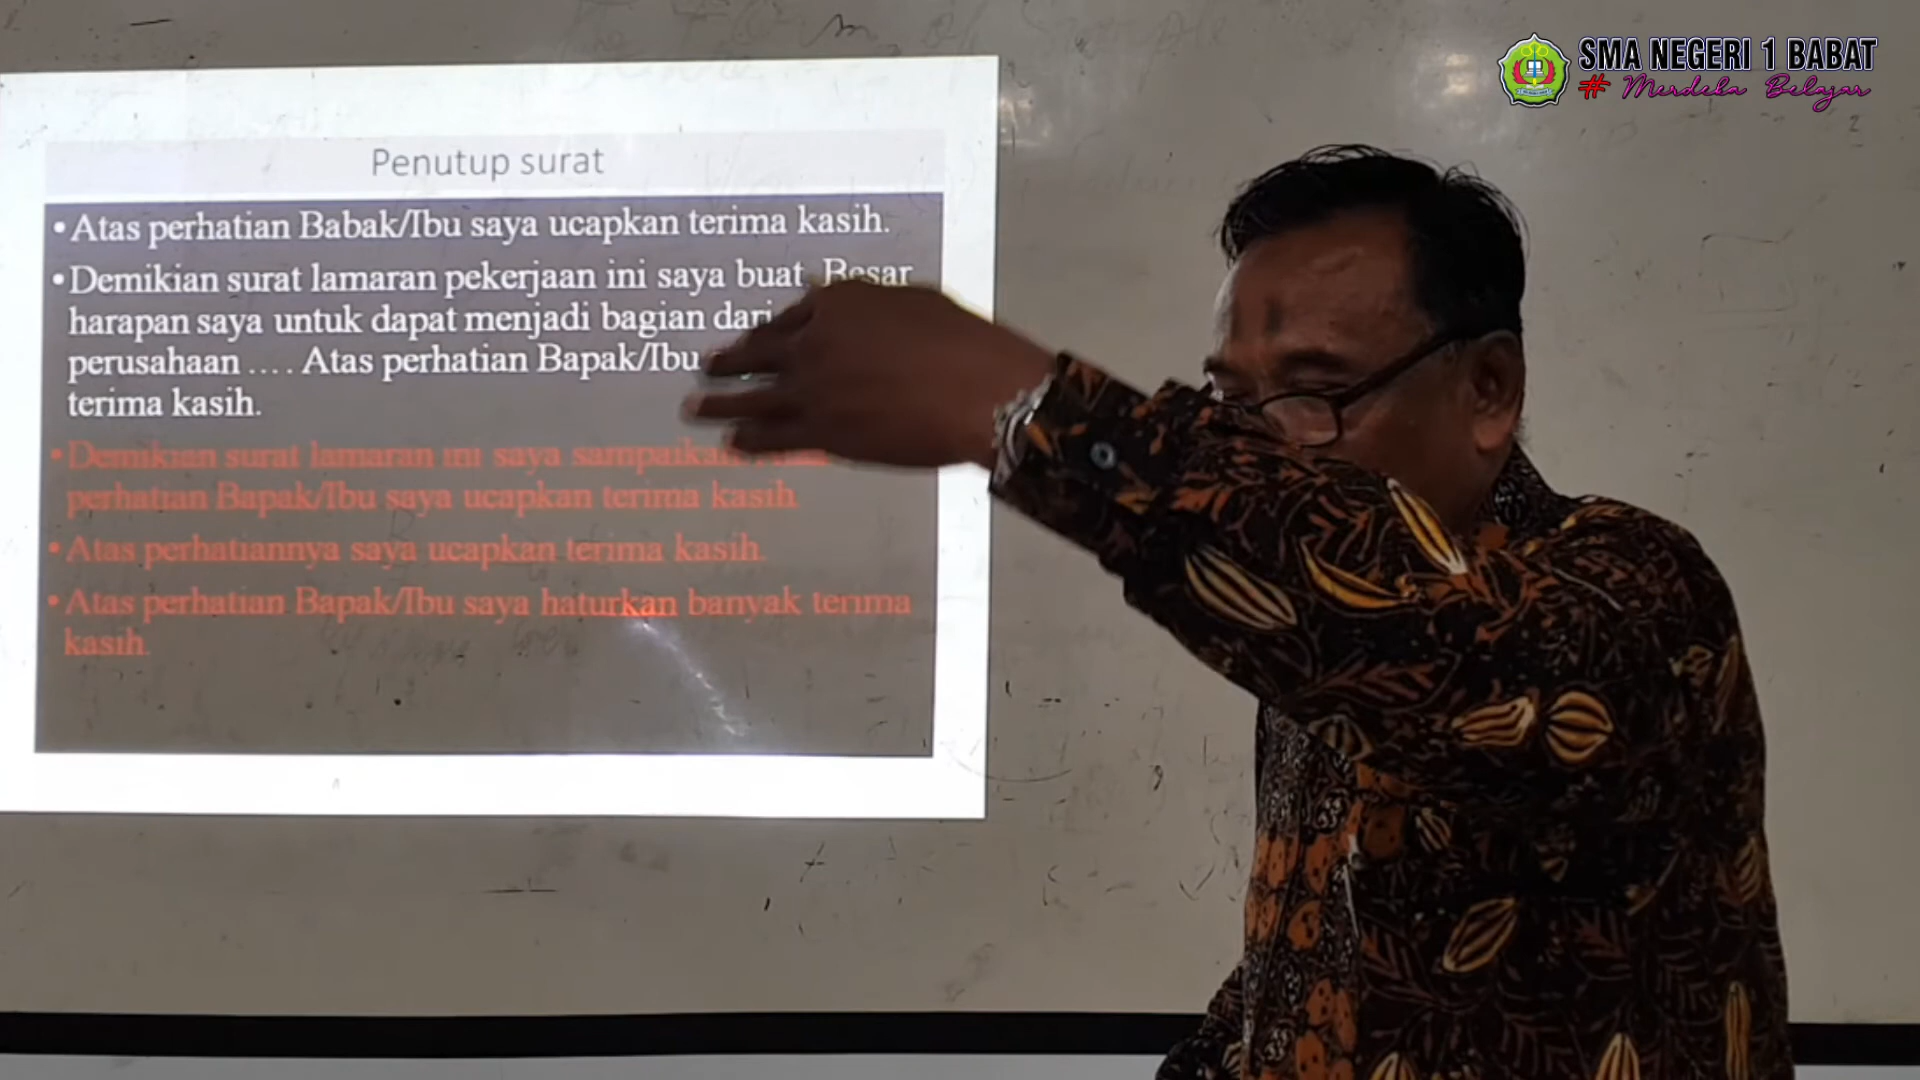 SMA NEGERI 1 BABAT
# Merdeka Belajar
Penutup surat
• Atas perhatian Babak/Ibu saya ucapkan terima kasih.
• Demikian surat lamaran pekerjaan ini saya buat. Besar
harapan saya untuk dapat menjadi bagian dari
perusahaan .... Atas perhatian Bapak/Ibu
terima kasih.
• Demikian surat lamaran ini saya sampaikan
perhatian Bapak/Ibu saya ucapkan terima kasih.
• Atas perhatiannya saya ucapkan terima kasih.
• Atas perhatian Bapak/Ibu saya haturkan banyak terima
kasih.